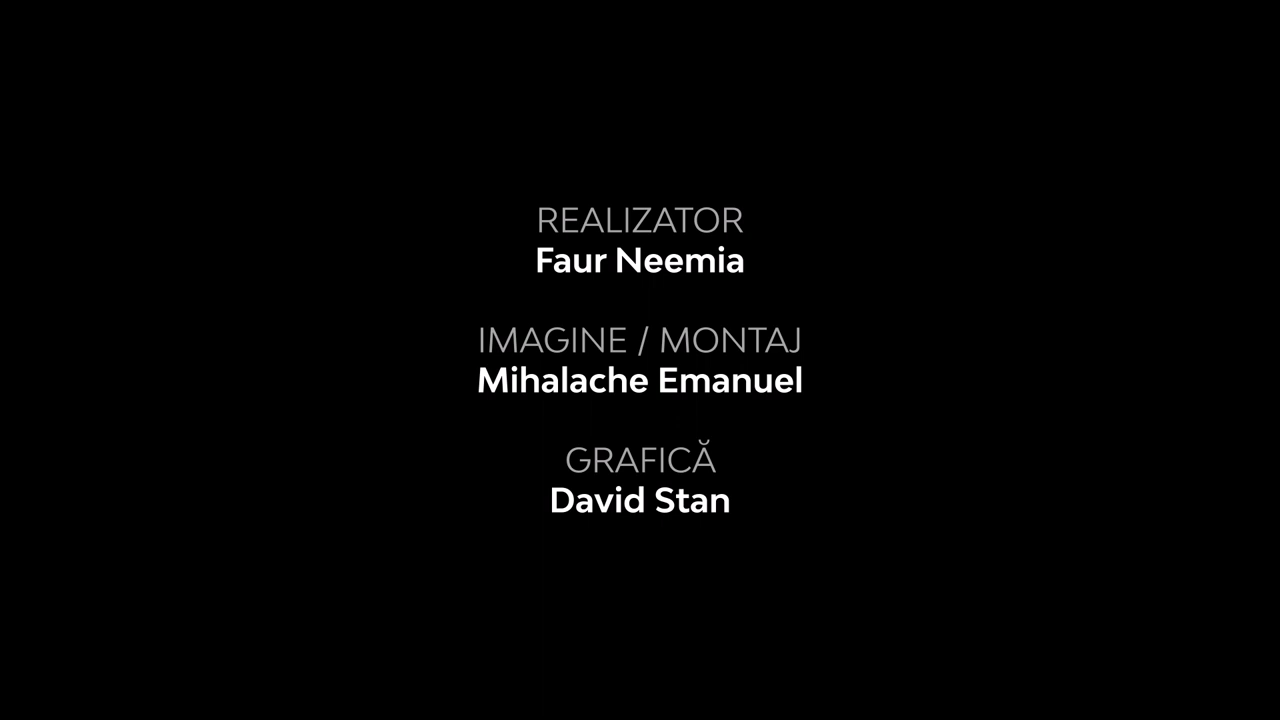 REALIZATOR
Faur Neemia
IMAGINE / MONTAJ
Mihalache Emanuel
GRAFICĂ
David Stan